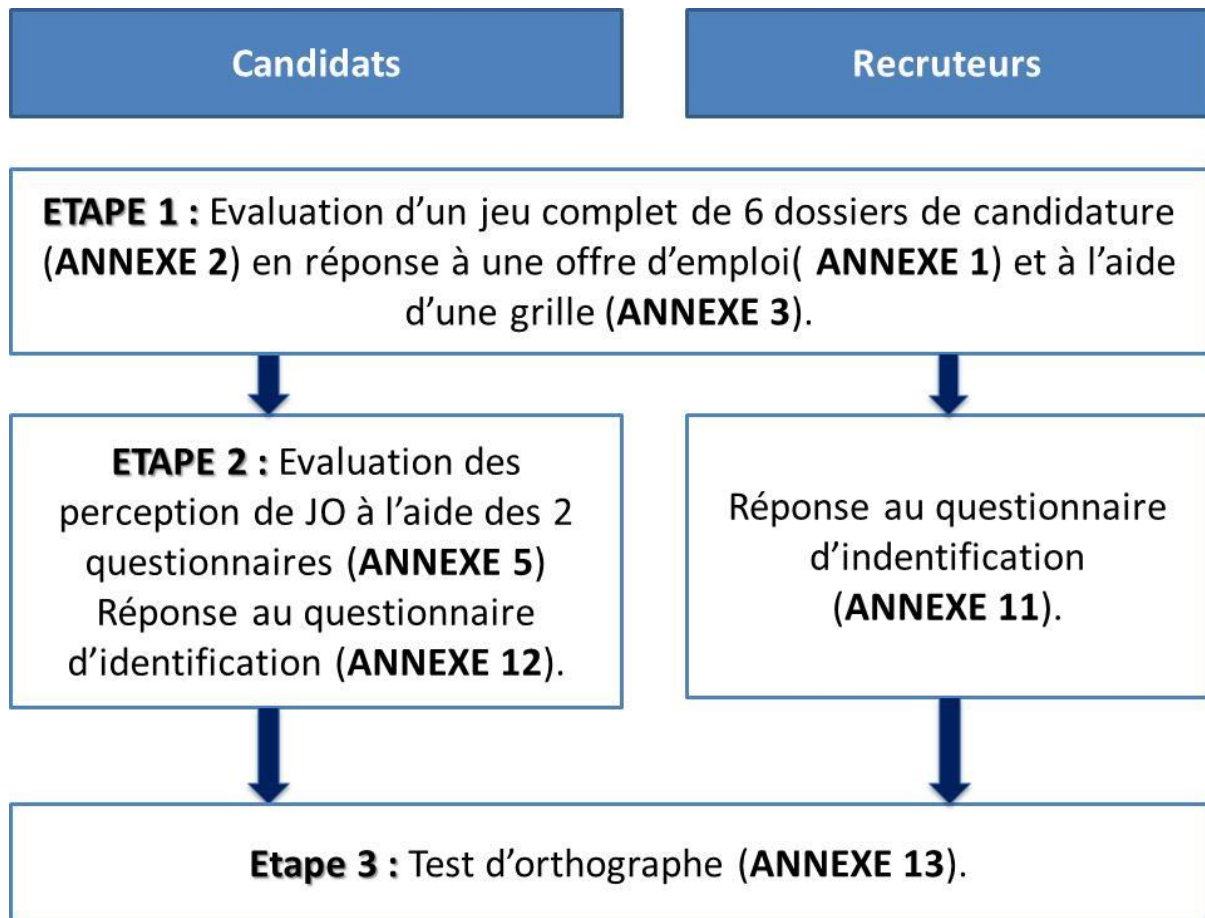 Candidats
Recruteurs
ETAPE 1 : Evaluation d’un jeu complet de 6 dossiers de candidature
(ANNEXE 2) en réponse à une offre d’emploi( ANNEXE 1) et à l’aide
d’une grille (ANNEXE 3).
ETAPE 2 : Evaluation des
perception de JO à l’aide des 2
questionnaires (ANNEXE 5)
Réponse au questionnaire
d’identification (ANNEXE 12).
Réponse au questionnaire
d’indentification
(ANNEXE 11).
Etape 3 : Test d’orthographe (ANNEXE 13).